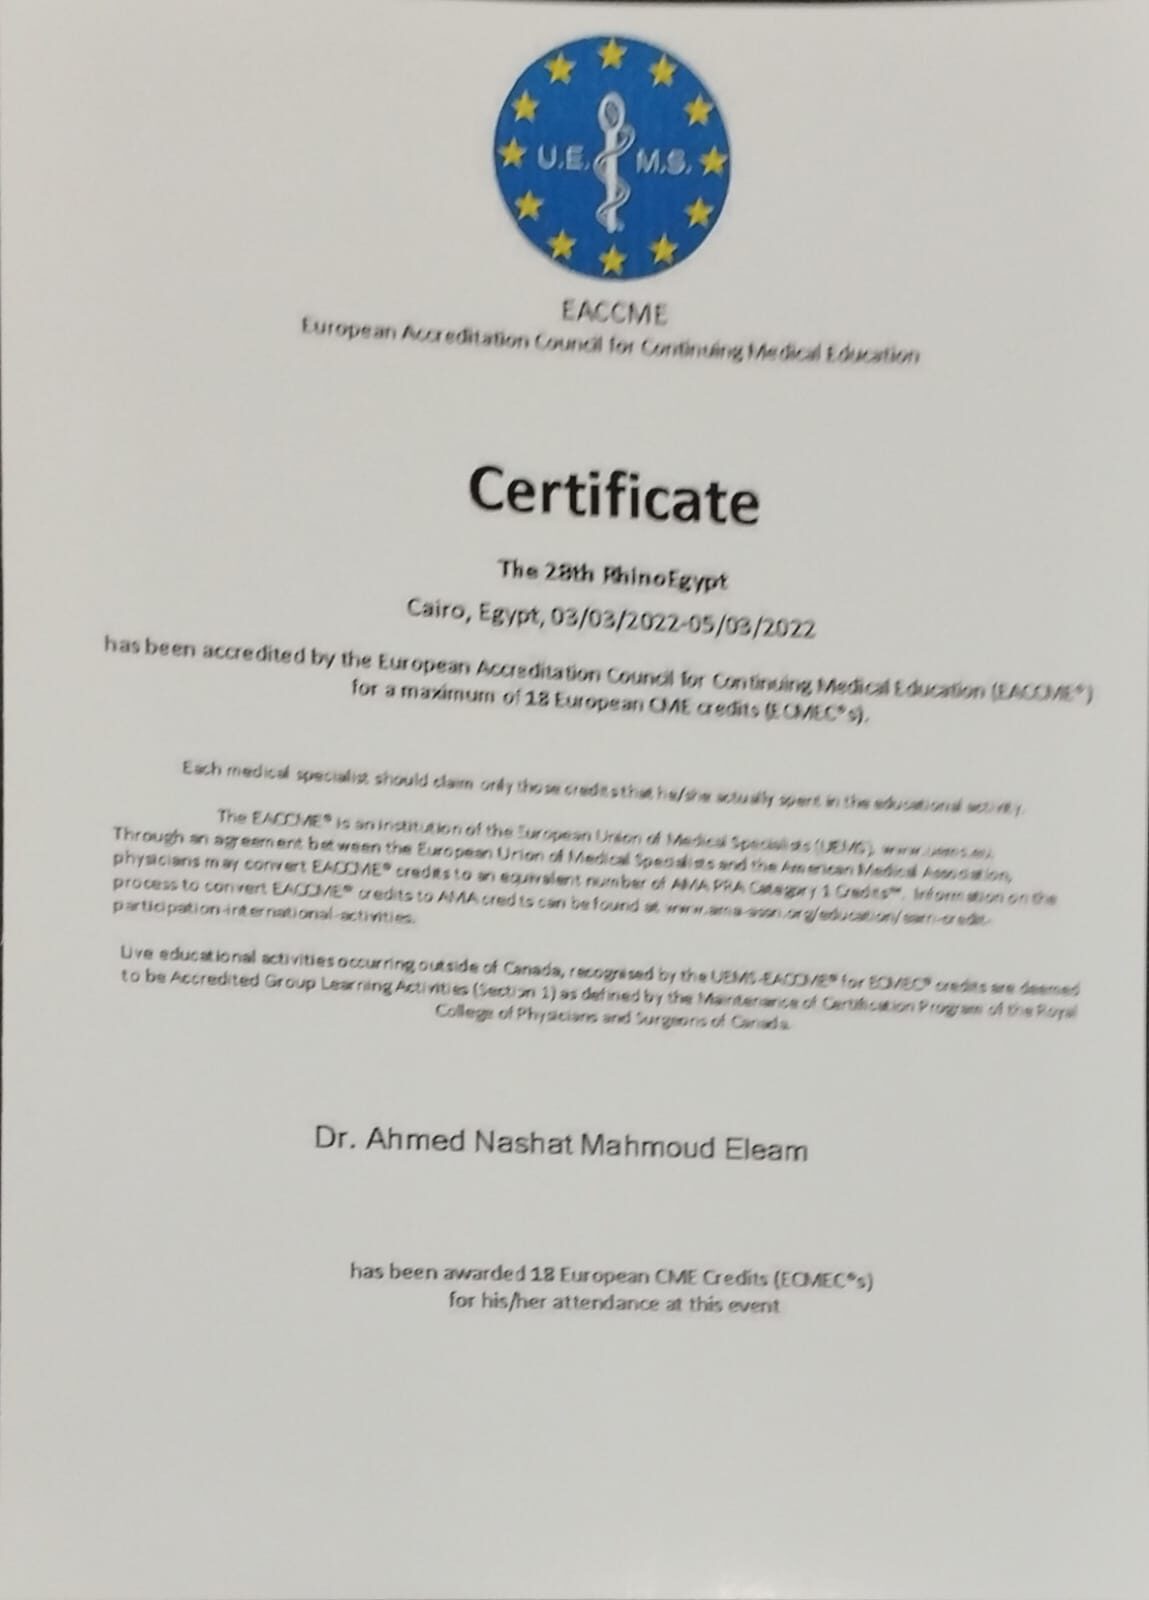 U.E. M.S.
EACCME
European Accreditation Council for Continuing Medical Education
Certificate
The 28th RhinoEgypt
Cairo, Egypt, 03/03/2022-05/03/2022
has been accredited by the European Accreditation Council for Continuing Medical Education (EACCME®)
for a maximum of 18 European CME credits (ECMEC®s).
Each medical specialist should claim only those credits that he/she actually spent in the educational activity.
The EACCME® is an institution of the European Union of Medical Specialists (UEMS), www.uems.eu.
Through an agreement between the European Union of Medical Specialists and the American Medical Association,
physicians may convert EACCME® credits to an equivalent number of AMA PRA Category 1 Credits™. Information on the
process to convert EACCME® credits to AMA credits can be found at www.ama-assn.org/education/earn-credit-
participation-international-activities.
Live educational activities occurring outside of Canada, recognised by the UEMS-EACCME® for ECMEC® credits are deemed
to be Accredited Group Learning Activities (Section 1) as defined by the Maintenance of Certification Program of the Royal
College of Physicians and Surgeons of Canada.
Dr. Ahmed Nashat Mahmoud Eleam
has been awarded 18 European CME Credits (ECMEC®s)
for his/her attendance at this event